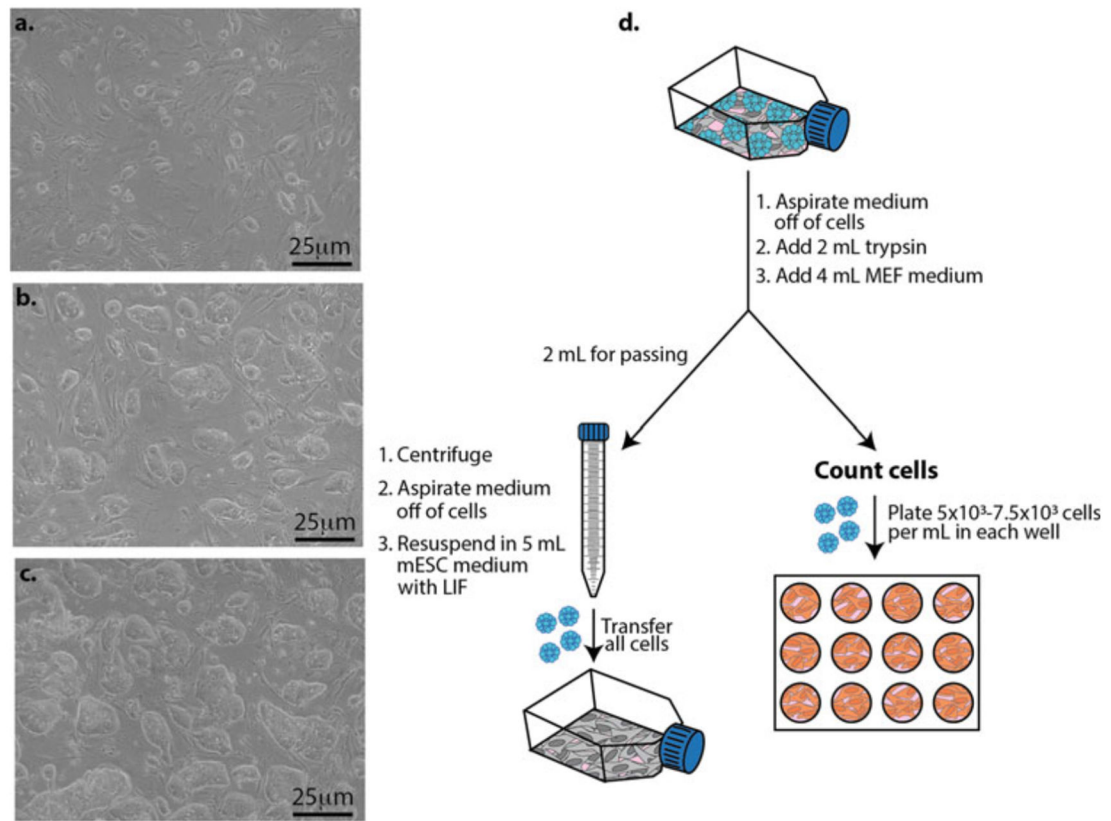 a.
25μm
b.
25μm
c.
25μm
d.
1. Aspirate medium
off of cells
2. Add 2 mL trypsin
3. Add 4 mL MEF medium
2 mL for passing
1. Centrifuge
2. Aspirate medium
off of cells
3. Resuspend in 5 mL
mESC medium
with LIF
Transfer
all cells
Count cells
Plate 5x10³-7.5x10³ cells
per mL in each well